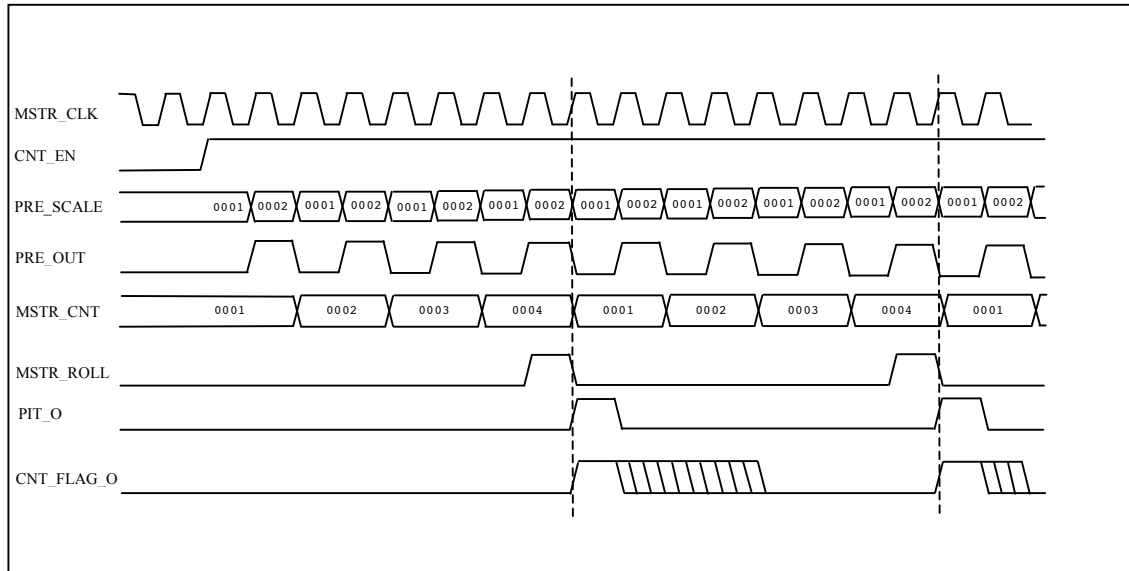 MSTR_CLK
CNT_EN
PRE_SCALE 0001 0002 0001 0002 0001 0002 0001 0002 0001 0002 0001 0002 0001 0002 0001 0002 0001 0002
PRE_OUT
MSTR_CNT 0001 0002 0003 0004 0001 0002 0003 0004 0001
MSTR_ROLL
PIT_O
CNT_FLAG_O